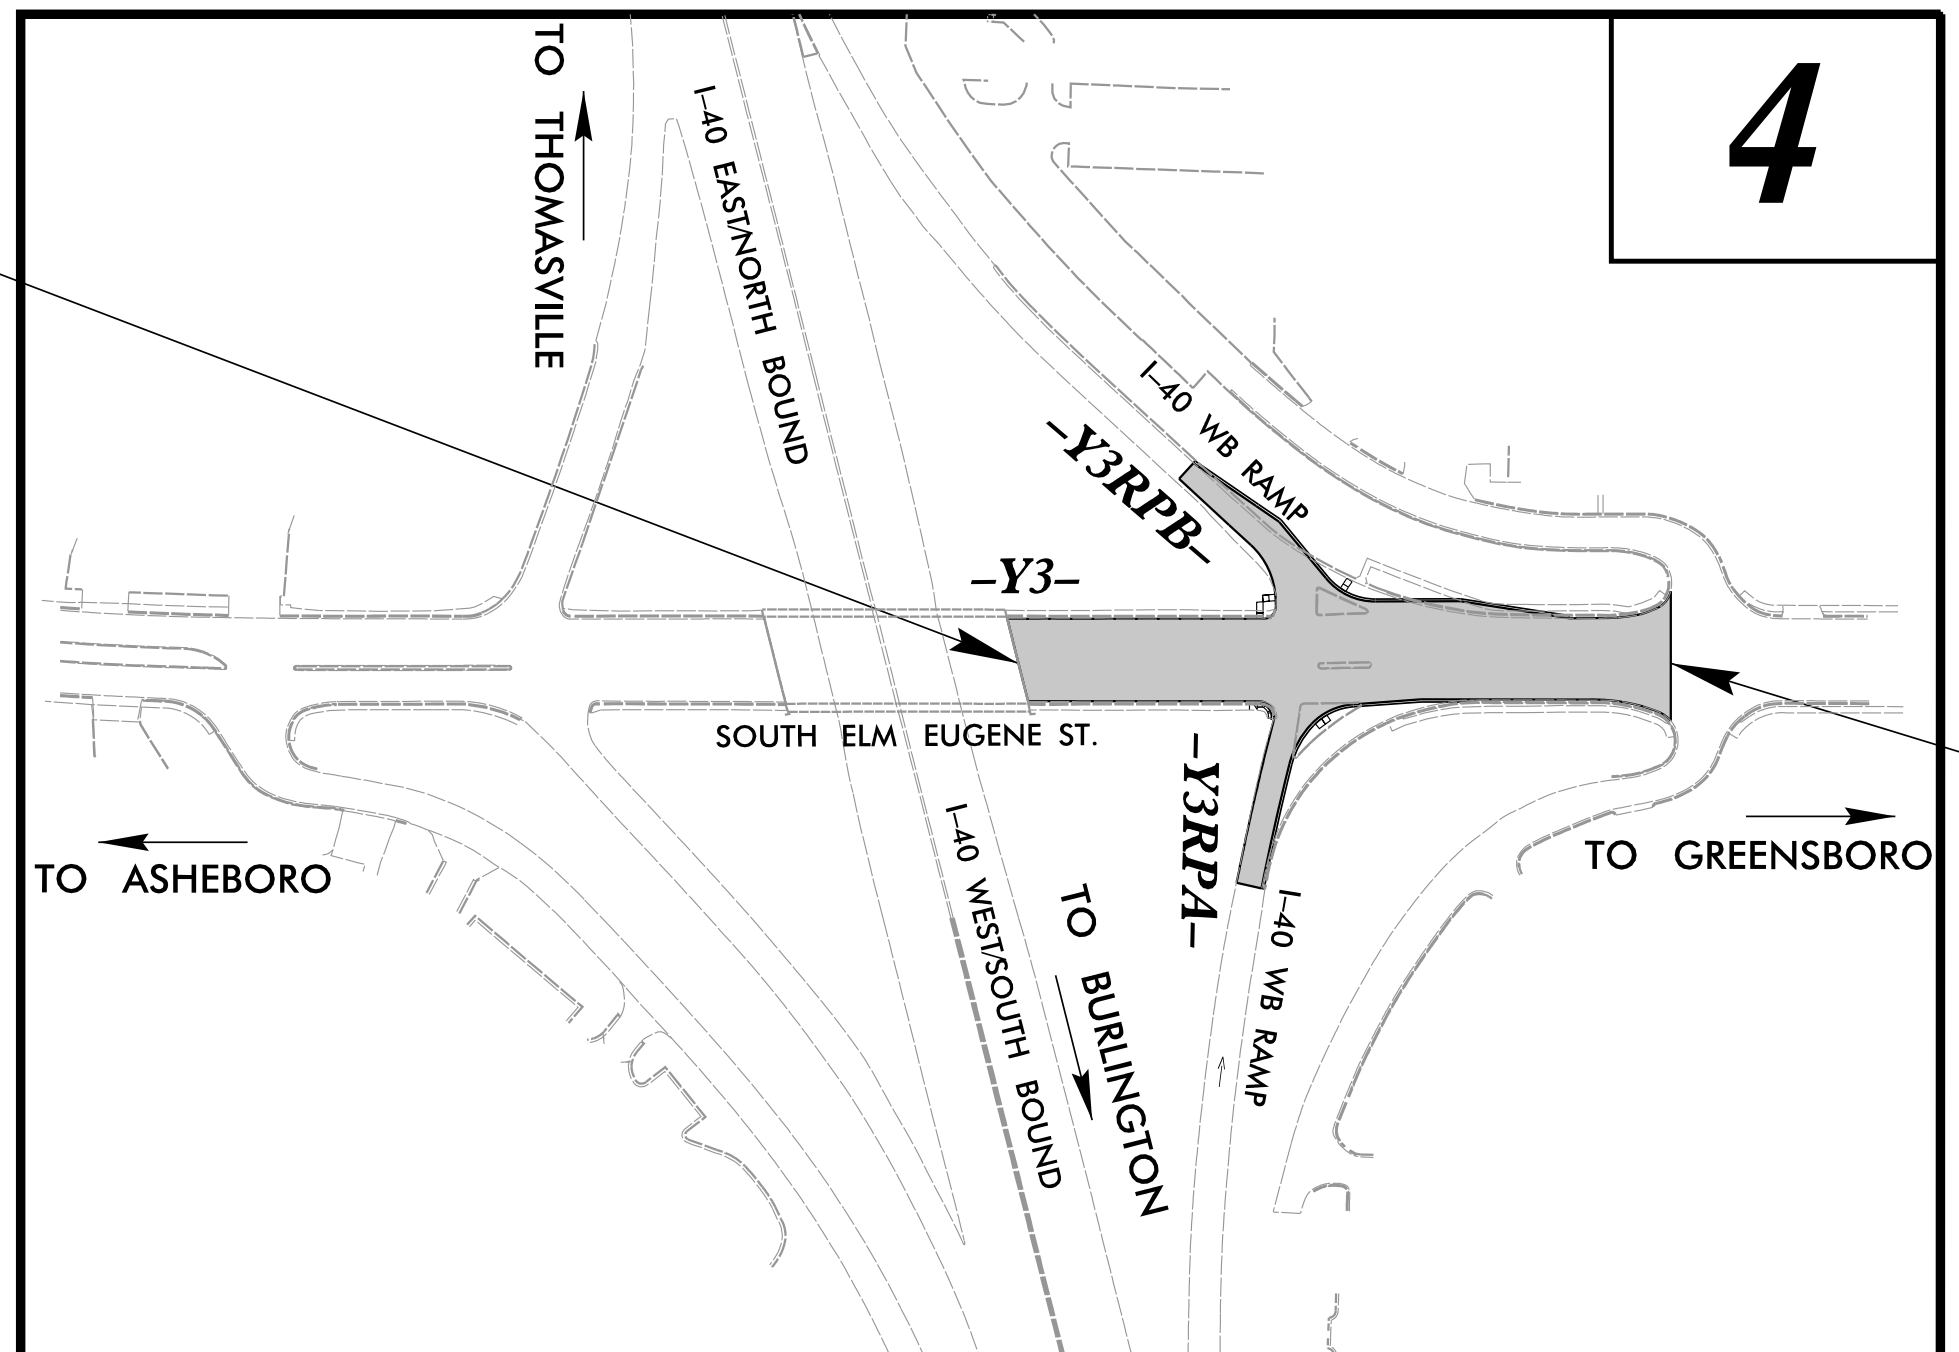 4
TO THOMASVILLE
I-40 EAST/NORTH BOUND
I-40 WB RAMP
-Y3RPB-
-Y3-
SOUTH ELM EUGENE ST.
-Y3RPA-
I-40 WEST/SOUTH BOUND
TO ASHEBORO
TO GREENSBORO
TO BURLINGTON
I-40 WB RAMP